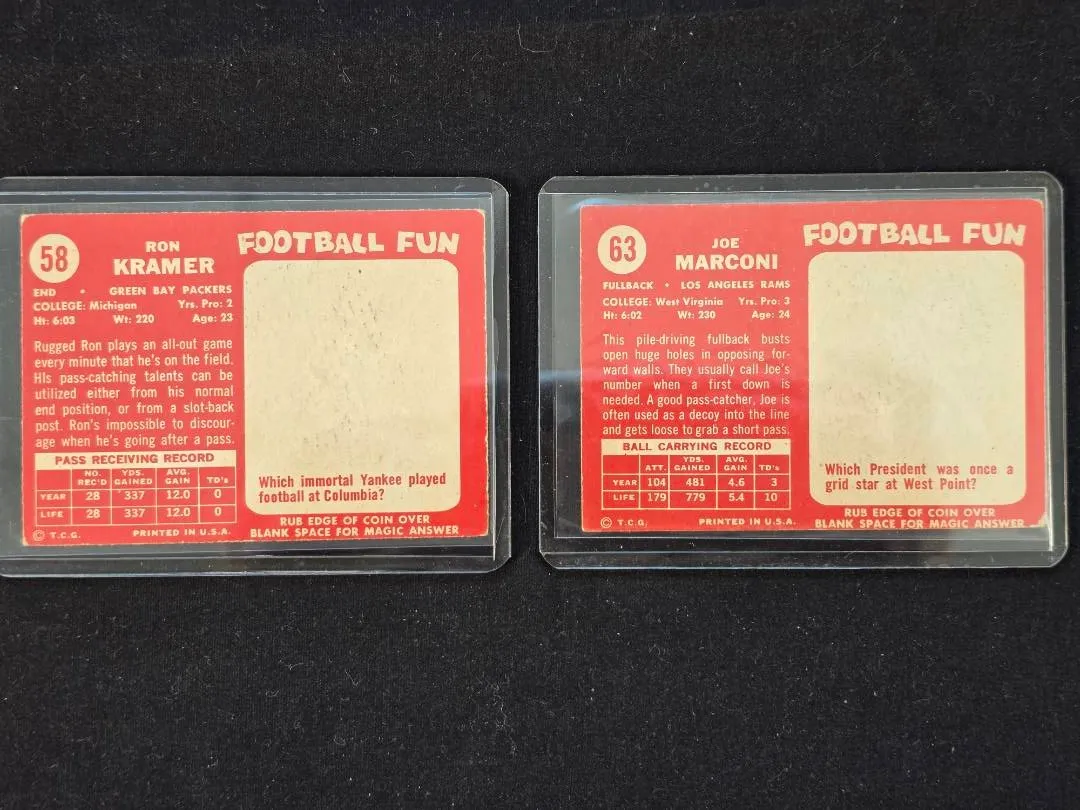 58
RON
KRAMER
END • GREEN BAY PACKERS
COLLEGE: Michigan Yrs. Pro: 2
Ht: 6:03 Wt: 220 Age: 23
Rugged Ron plays an all-out game
every minute that he's on the field.
His pass-catching talents can be
utilized either from his normal
end position, or from a slot-back
post. Ron's impossible to discour-
age when he's going after a pass.
PASS RECEIVING RECORD
NO. REC'D YDS. GAINED AVG. GAIN TD's
YEAR 28 337 12.0 0
LIFE 28 337 12.0 0
© T.C.G. PRINTED IN U.S.A.
FOOTBALL FUN
Which immortal Yankee played
football at Columbia?
RUB EDGE OF COIN OVER
BLANK SPACE FOR MAGIC ANSWER
63
JOE
MARCONI
FULLBACK • LOS ANGELES RAMS
COLLEGE: West Virginia Yrs. Pro: 3
Ht: 6:02 Wt: 230 Age: 24
This pile-driving fullback busts
open huge holes in opposing for-
ward walls. They usually call Joe's
number when a first down is
needed. A good pass-catcher, Joe is
often used as a decoy into the line
and gets loose to grab a short pass.
BALL CARRYING RECORD
ATT. YDS. GAINED AVG. GAIN TD's
YEAR 104 481 4.6 3
LIFE 179 779 5.4 10
© T.C.G. PRINTED IN U.S.A.
FOOTBALL FUN
Which President was once a
grid star at West Point?
RUB EDGE OF COIN OVER
BLANK SPACE FOR MAGIC ANSWER